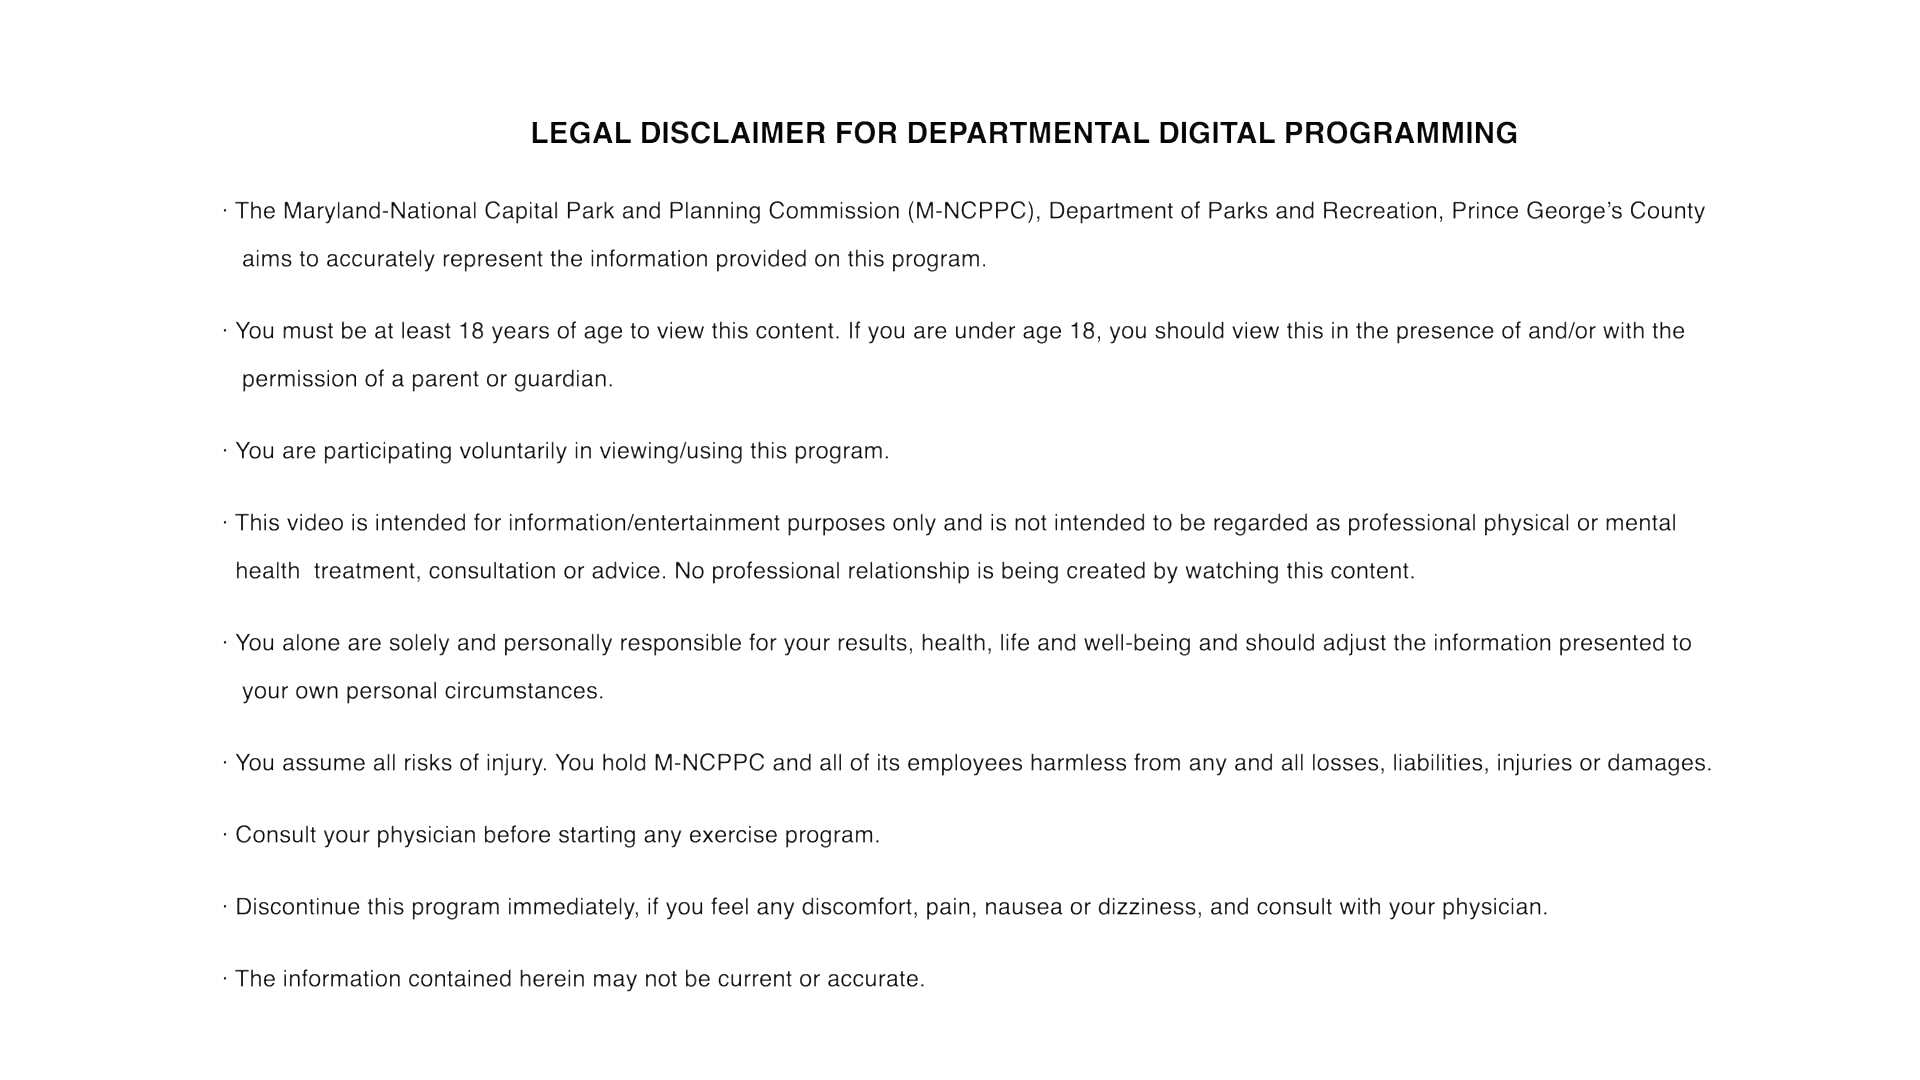 LEGAL DISCLAIMER FOR DEPARTMENTAL DIGITAL PROGRAMMING
· The Maryland-National Capital Park and Planning Commission (M-NCPPC), Department of Parks and Recreation, Prince George’s County
aims to accurately represent the information provided on this program.
· You must be at least 18 years of age to view this content. If you are under age 18, you should view this in the presence of and/or with the
permission of a parent or guardian.
· You are participating voluntarily in viewing/using this program.
· This video is intended for information/entertainment purposes only and is not intended to be regarded as professional physical or mental
health  treatment, consultation or advice. No professional relationship is being created by watching this content.
· You alone are solely and personally responsible for your results, health, life and well-being and should adjust the information presented to
your own personal circumstances.
· You assume all risks of injury. You hold M-NCPPC and all of its employees harmless from any and all losses, liabilities, injuries or damages.
· Consult your physician before starting any exercise program.
· Discontinue this program immediately, if you feel any discomfort, pain, nausea or dizziness, and consult with your physician.
· The information contained herein may not be current or accurate.